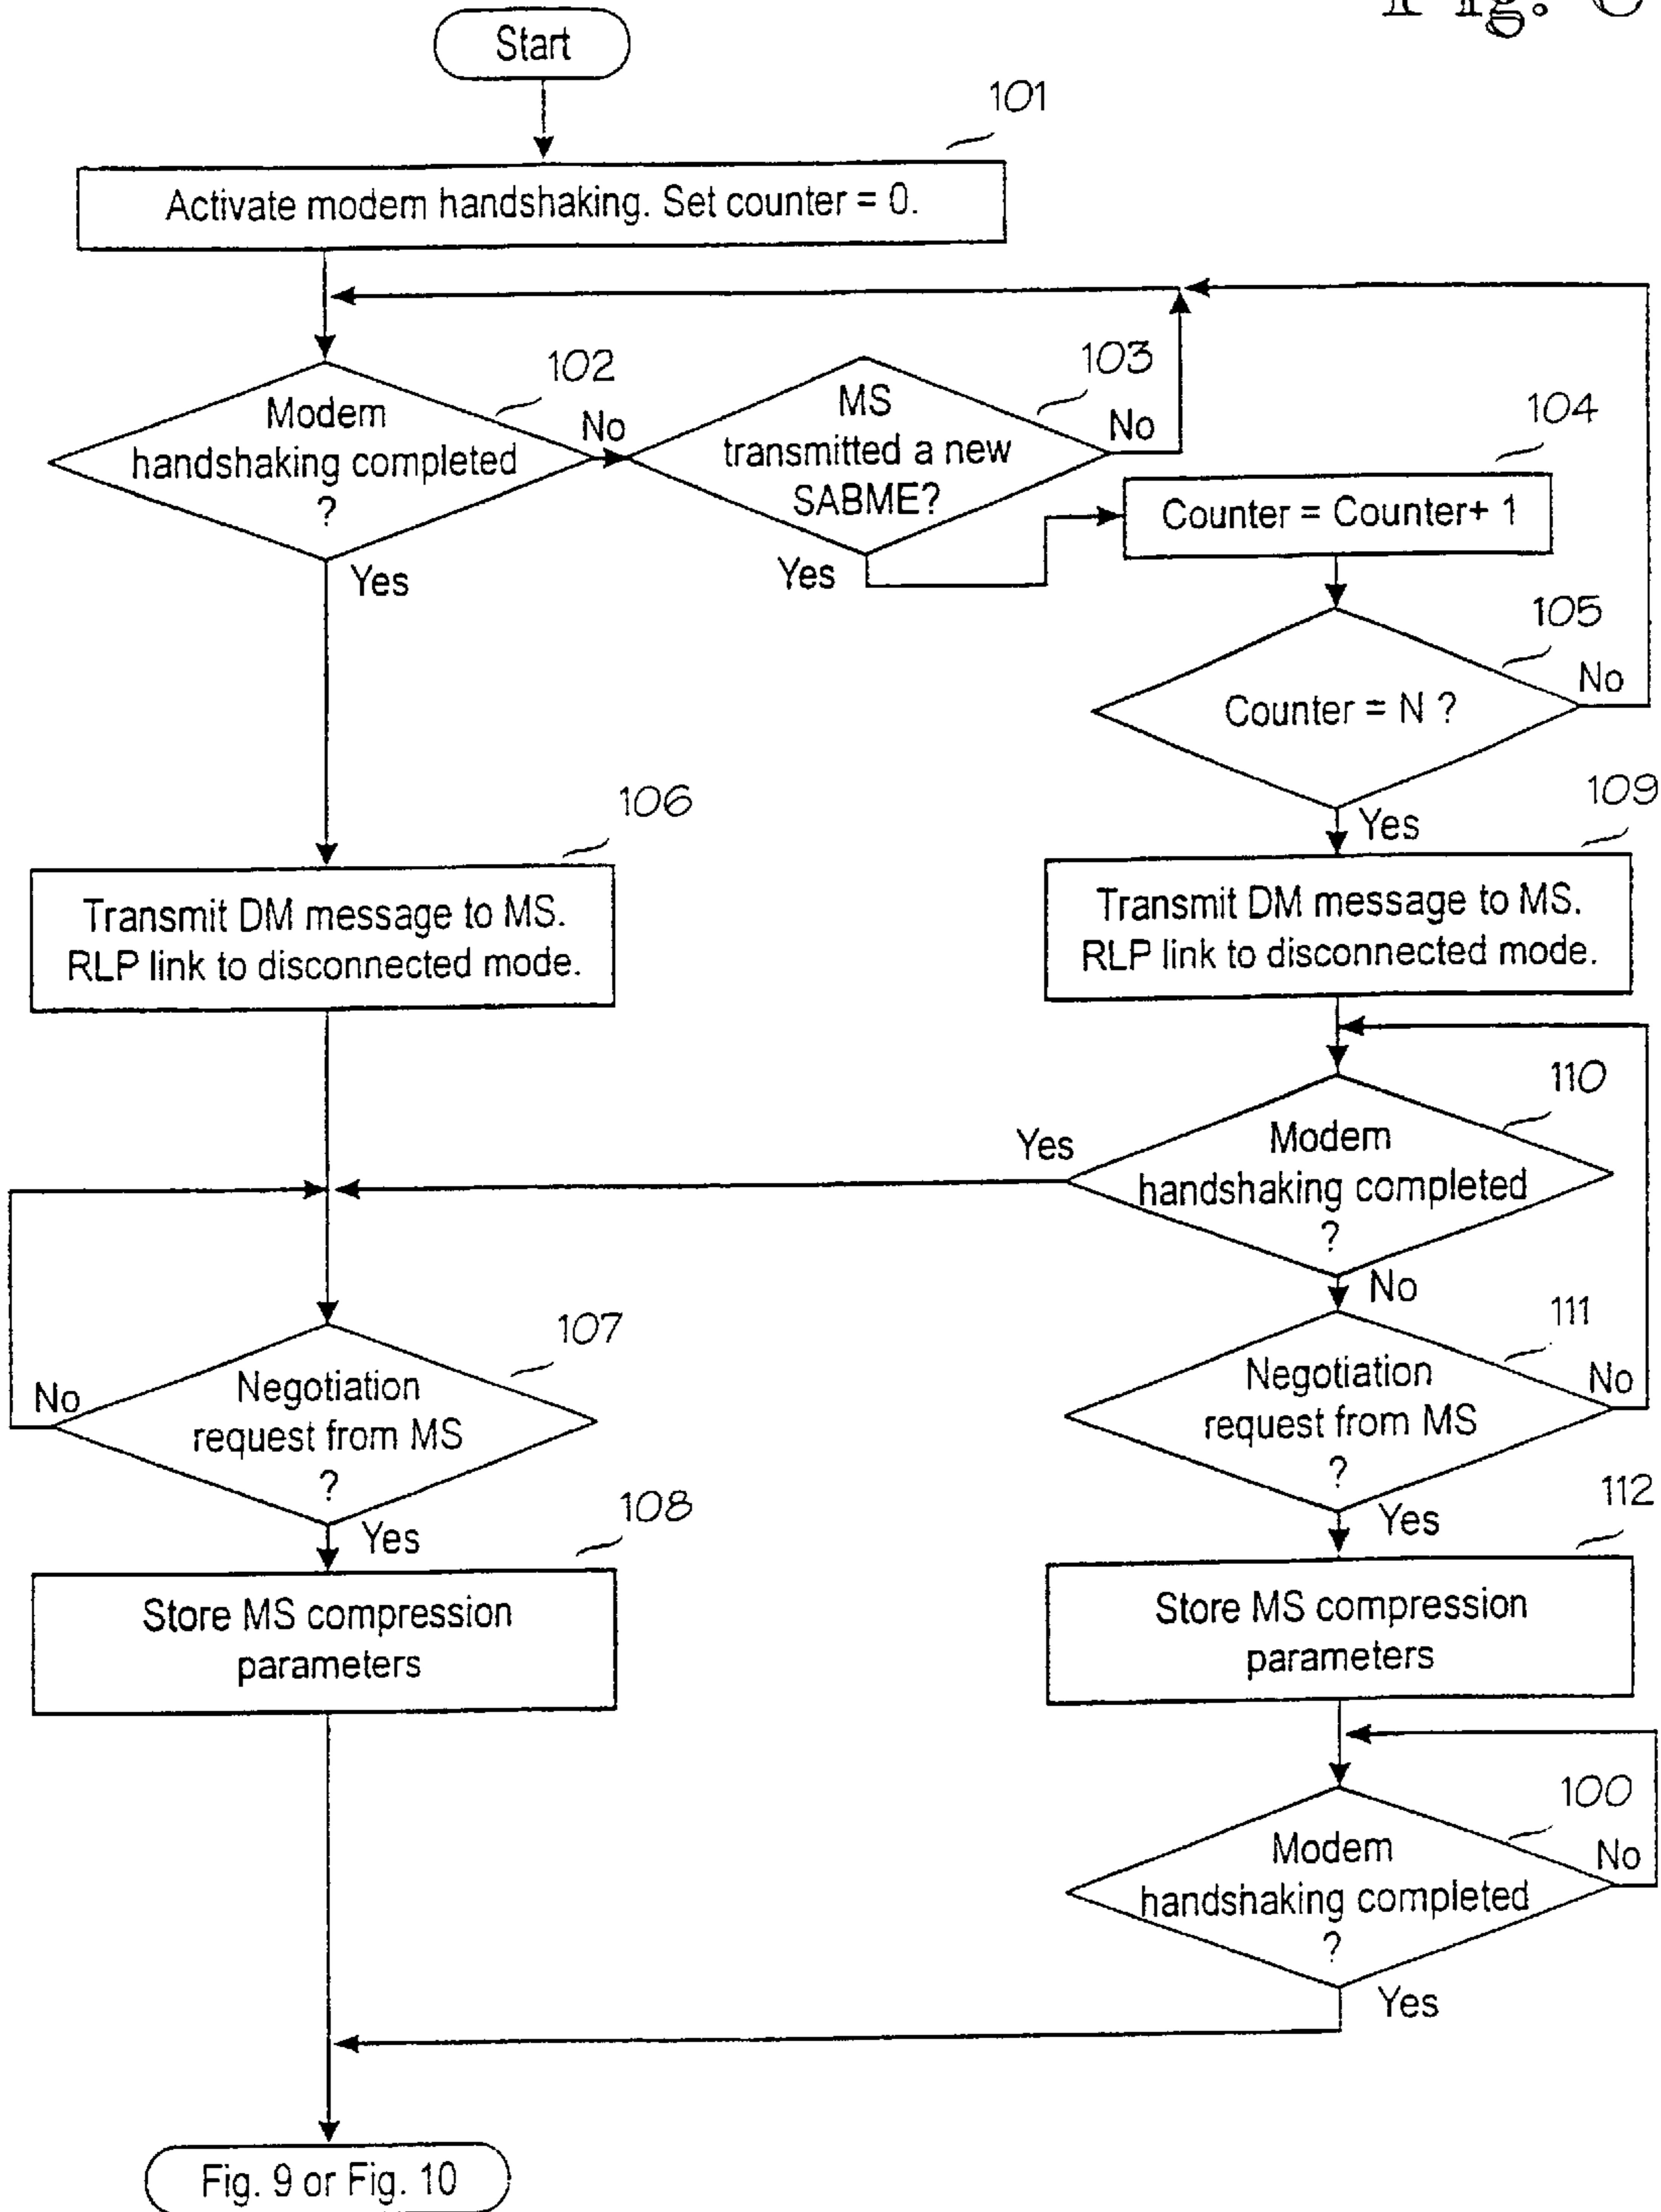 Fig.
Start
101
Activate modem handshaking. Set counter = 0.
102
Modem
handshaking completed
?
No
Yes
103
MS
transmitted a new
SABME?
No
Yes
104
Counter = Counter+ 1
105
Counter = N ?
No
Yes
106
Transmit DM message to MS.
RLP link to disconnected mode.
109
Transmit DM message to MS.
RLP link to disconnected mode.
110
Modem
handshaking completed
?
Yes
No
107
Negotiation
request from MS
?
No
Yes
111
Negotiation
request from MS
?
No
Yes
108
Store MS compression
parameters
112
Store MS compression
parameters
100
Modem
handshaking completed
?
No
Yes
Fig. 9 or Fig. 10